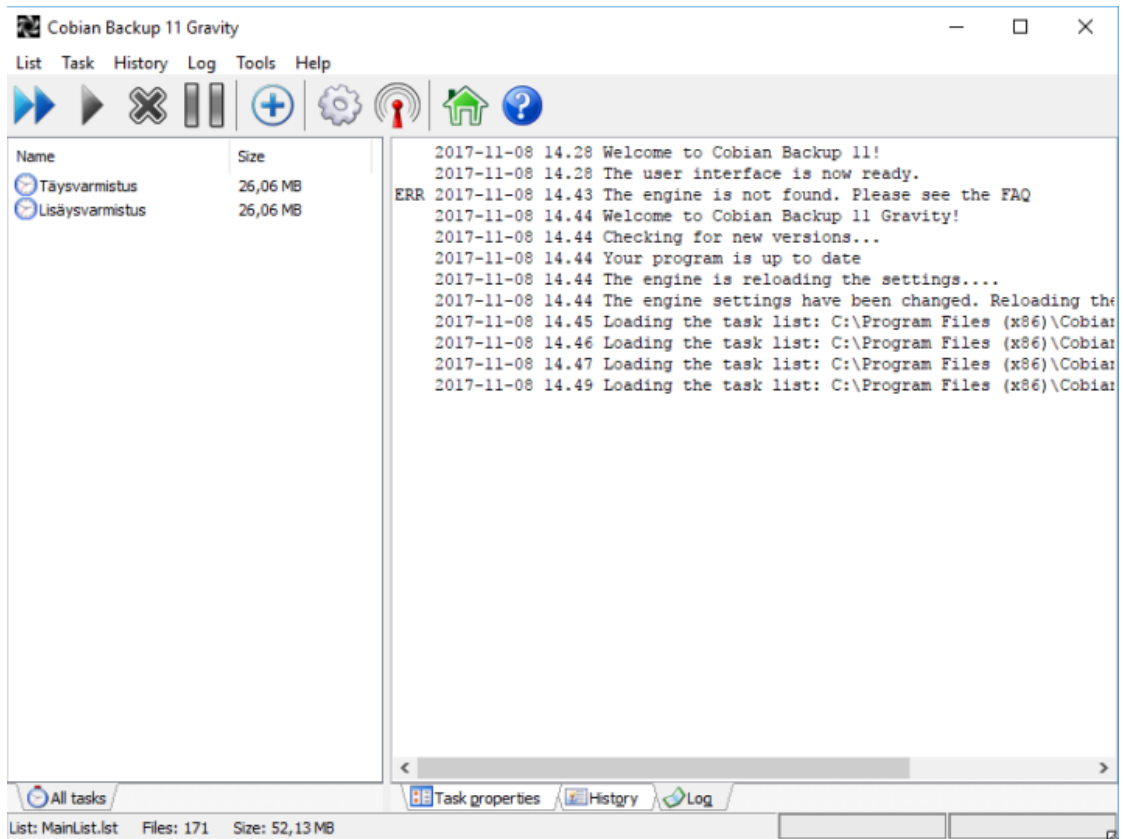 Cobian Backup 11 Gravity
List Task History Log Tools Help
Name Size
Täysvarmistus 26,06 MB
Lisäysvarmistus 26,06 MB
2017-11-08 14.28 Welcome to Cobian Backup 11!
2017-11-08 14.28 The user interface is now ready.
ERR 2017-11-08 14.43 The engine is not found. Please see the FAQ
2017-11-08 14.44 Welcome to Cobian Backup 11 Gravity!
2017-11-08 14.44 Checking for new versions...
2017-11-08 14.44 Your program is up to date
2017-11-08 14.44 The engine is reloading the settings....
2017-11-08 14.44 The engine settings have been changed. Reloading the
2017-11-08 14.45 Loading the task list: C:\Program Files (x86)\Cobian
2017-11-08 14.46 Loading the task list: C:\Program Files (x86)\Cobian
2017-11-08 14.47 Loading the task list: C:\Program Files (x86)\Cobian
2017-11-08 14.49 Loading the task list: C:\Program Files (x86)\Cobian
All tasks
Task properties History Log
List: MainList.lst Files: 171 Size: 52,13 MB